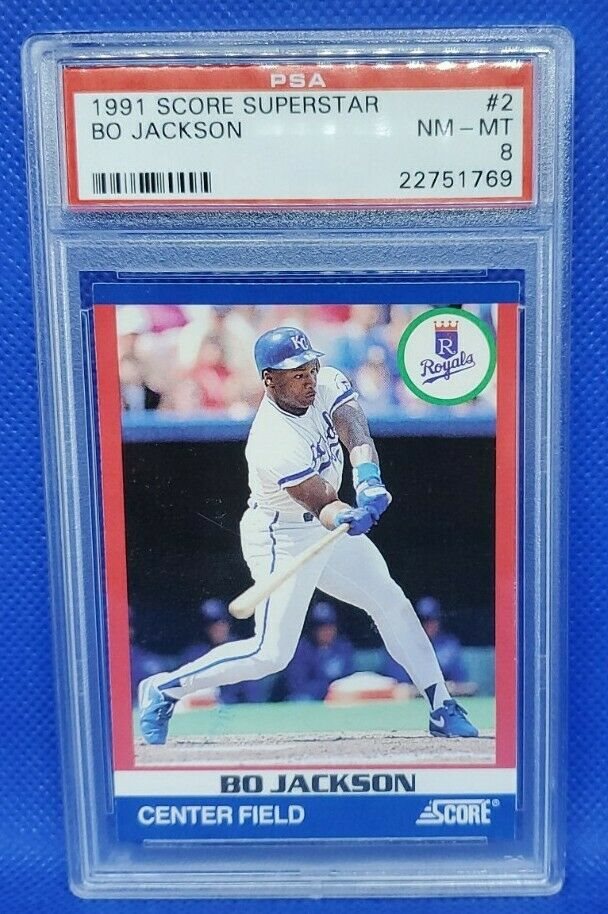 PSA
1991 SCORE SUPERSTAR #2
BO JACKSON NM - MT
8
22751769
KC
R
Royals
BO JACKSON
CENTER FIELD SCORE®